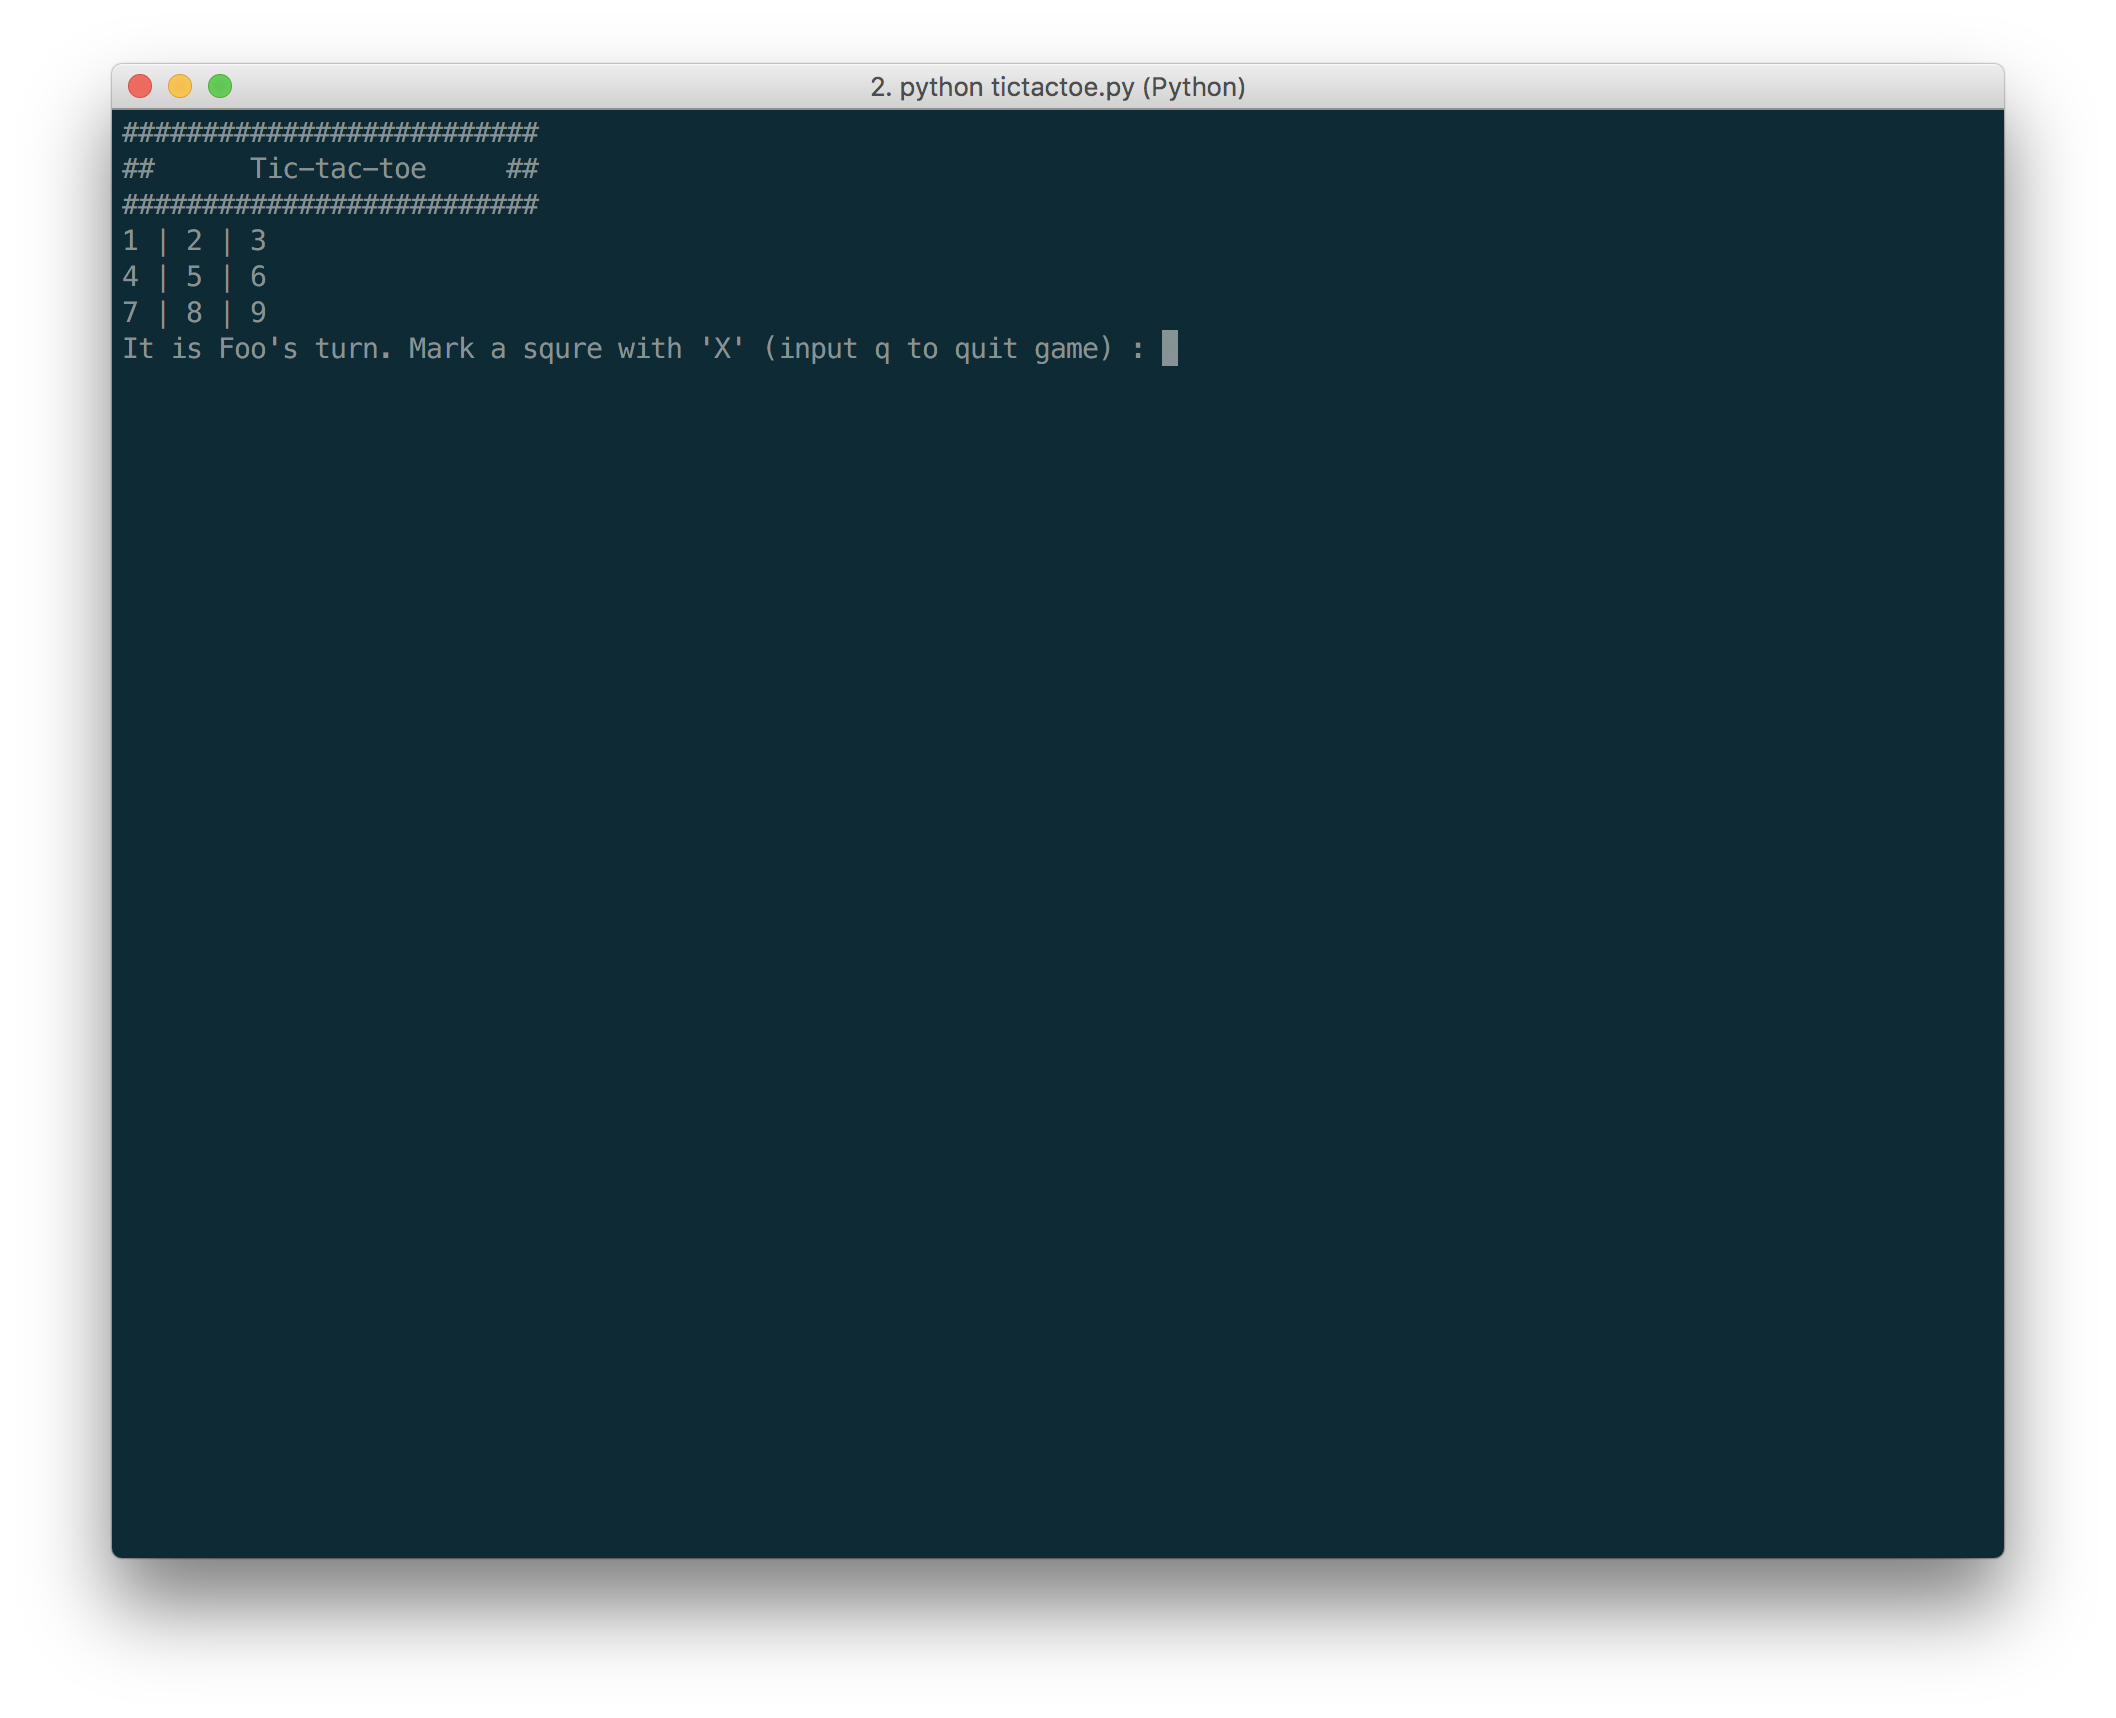 2. python tictactoe.py (Python)
##########################
##      Tic-tac-toe     ##
##########################
1 | 2 | 3
4 | 5 | 6
7 | 8 | 9
It is Foo's turn. Mark a squre with 'X' (input q to quit game) :